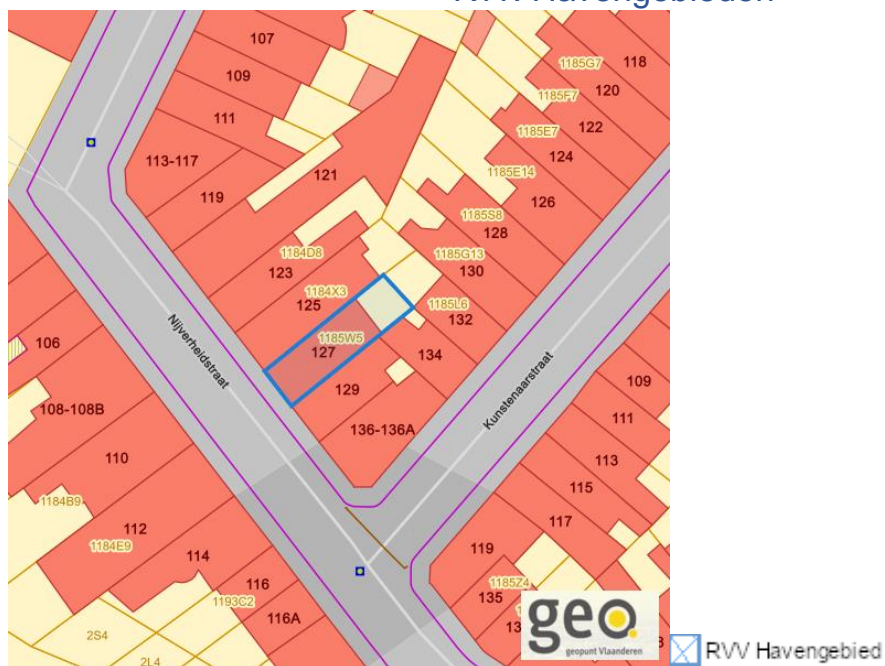 RVV Havengebieden
107
118
1185G7
109
120
1185F7
111
122
1185E7
124
113-117
121
1185E14
126
119
1185S8
128
1184D8
1185G13
123
130
1184X3
125
1185L6
132
1185W5
127
Nijverheidstraat
134
106
129
Kunstenaarstraat
109
108-108B
136-136A
111
110
113
115
1184B9
117
112
1184E9
119
114
116
1185Z4
1193C2
135
116A
2S4
2L4
geo
geopunt Vlaanderen
RVV Havengebied